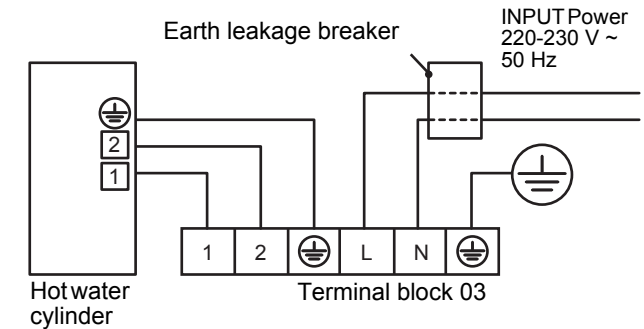 Earth leakage breaker
INPUT Power
220-230 V ~
50 Hz
2
1
1 2 L N
Hot water
cylinder
Terminal block 03